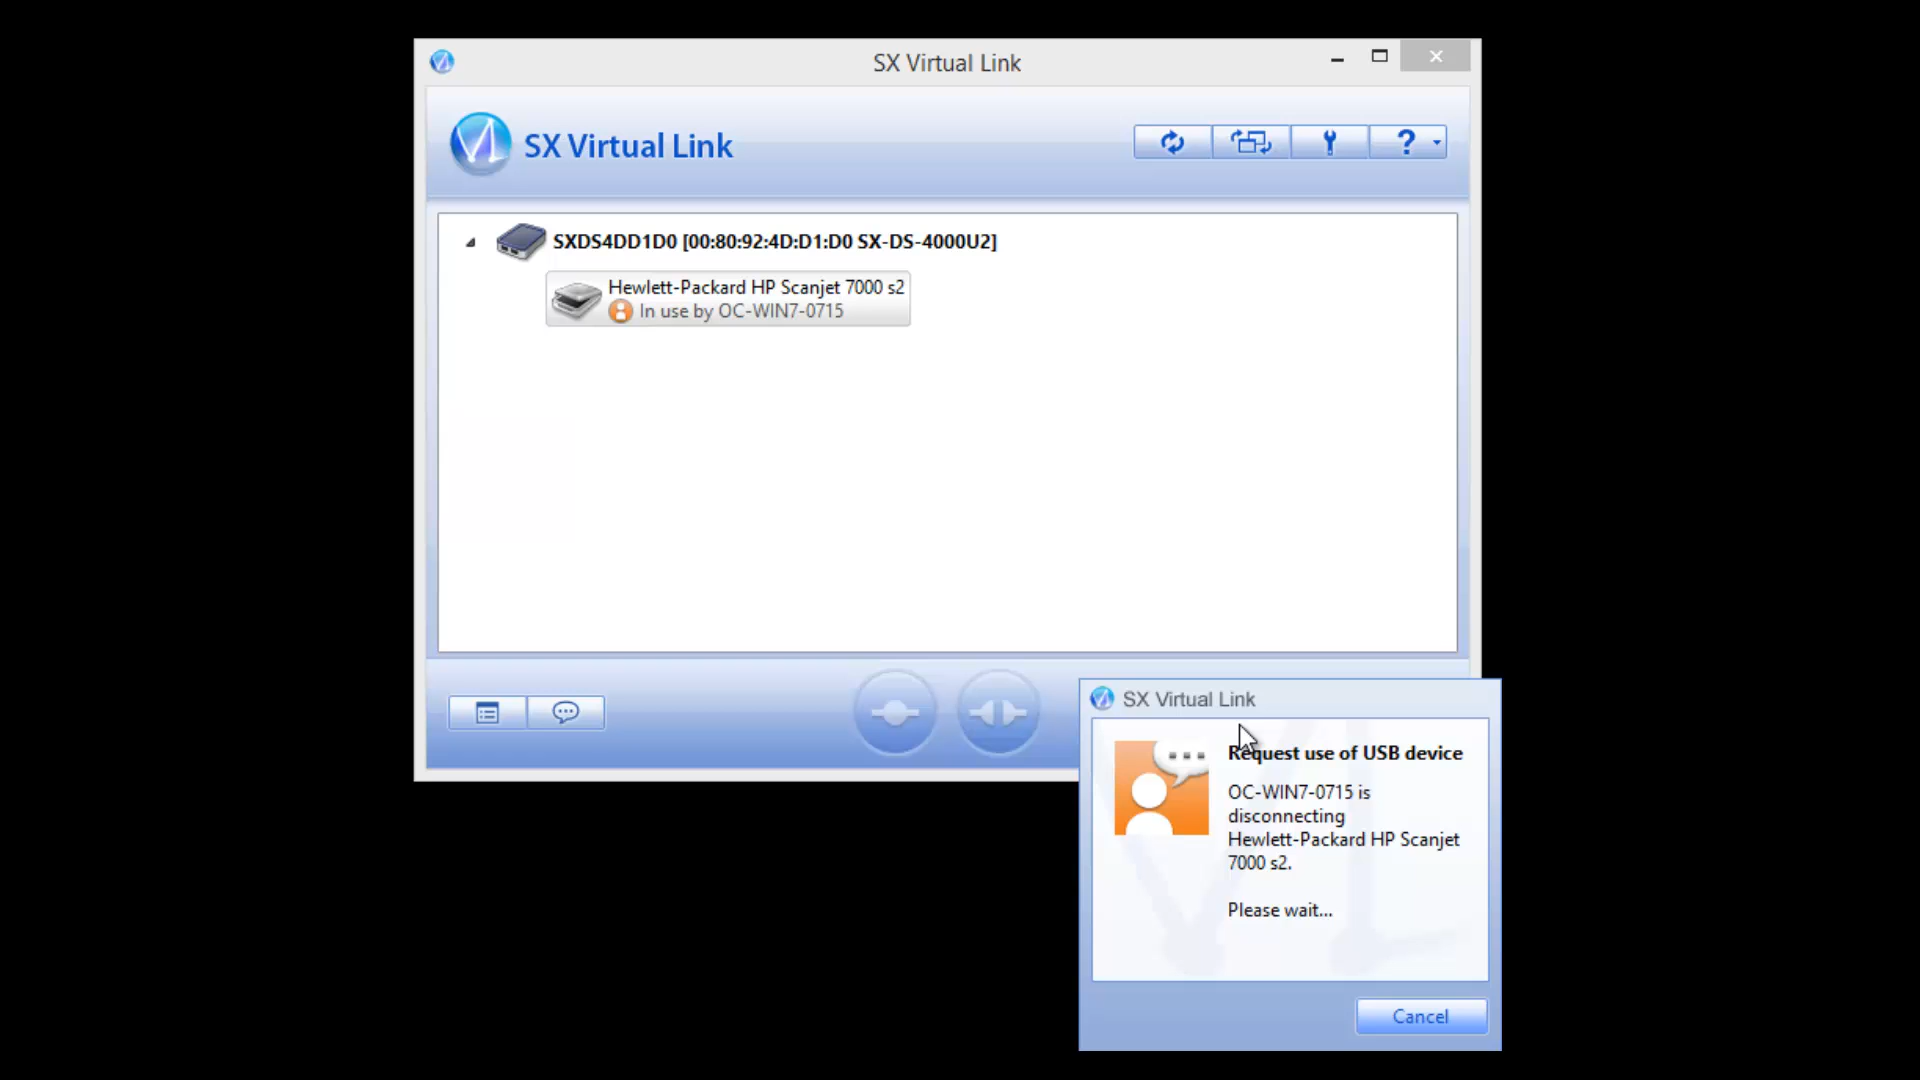 SX Virtual Link
SX Virtual Link
?
SXDS4DD1D0 [00:80:92:4D:D1:D0 SX-DS-4000U2]
Hewlett-Packard HP Scanjet 7000 s2
In use by OC-WIN7-0715
SX Virtual Link
Request use of USB device
OC-WIN7-0715 is
disconnecting
Hewlett-Packard HP Scanjet
7000 s2.
Please wait...
Cancel